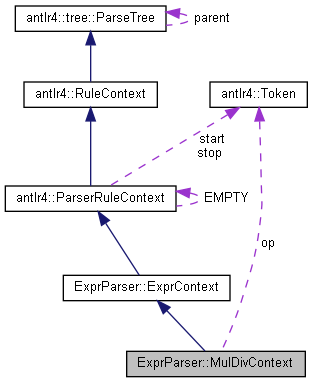 antlr4::tree::ParseTree
parent
antlr4::RuleContext
antlr4::Token
start
stop
antlr4::ParserRuleContext
EMPTY
op
ExprParser::ExprContext
ExprParser::MulDivContext